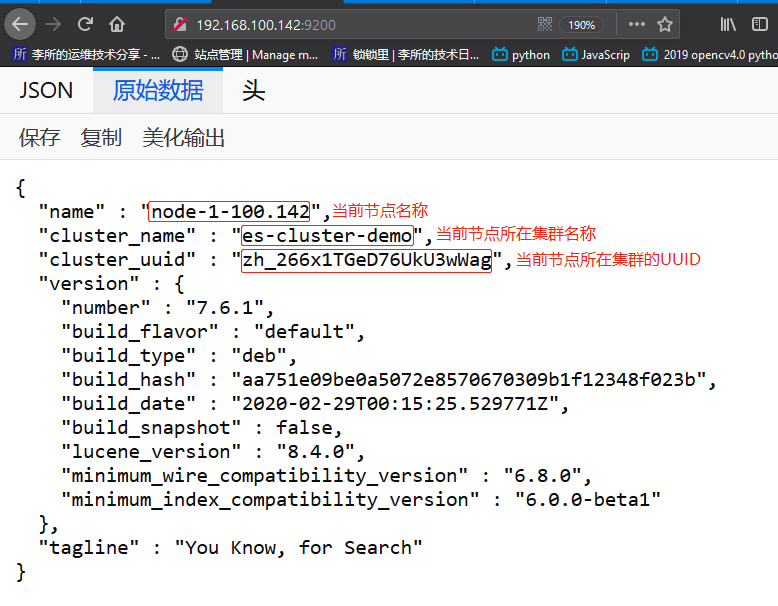 192.168.100.142:9200 190%
所 李所的运维技术分享 - ... 站点管理 | Manage m... 所 锁锁里 | 李所的技术日... python JavaScrip 2019 opencv4.0 pytho
JSON 原始数据 头
保存 复制 美化输出
{
"name" : "node-1-100.142", 当前节点名称
"cluster_name" : "es-cluster-demo", 当前节点所在集群名称
"cluster_uuid" : "zh_266x1TGeD76UkU3wWag", 当前节点所在集群的UUID
"version" : {
"number" : "7.6.1",
"build_flavor" : "default",
"build_type" : "deb",
"build_hash" : "aa751e09be0a5072e8570670309b1f12348f023b",
"build_date" : "2020-02-29T00:15:25.529771Z",
"build_snapshot" : false,
"lucene_version" : "8.4.0",
"minimum_wire_compatibility_version" : "6.8.0",
"minimum_index_compatibility_version" : "6.0.0-beta1"
},
"tagline" : "You Know, for Search"
}